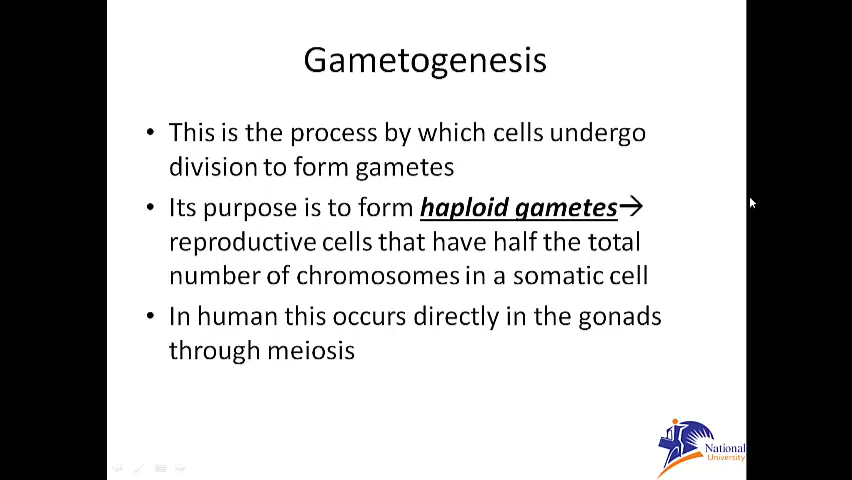 Gametogenesis
• This is the process by which cells undergo
division to form gametes
• Its purpose is to form haploid gametes→
reproductive cells that have half the total
number of chromosomes in a somatic cell
• In human this occurs directly in the gonads
through meiosis
National
University